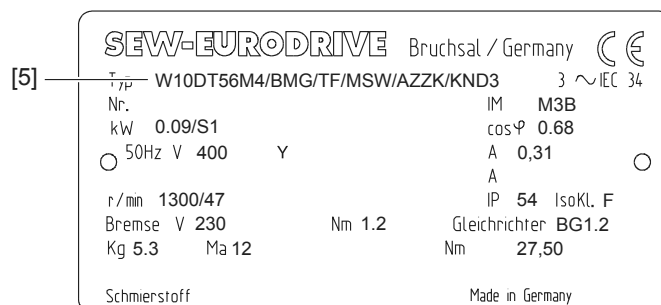 SEW-EURODRIVE Bruchsal / Germany CE
[5] Typ W10DT56M4/BMG/TF/MSW/AZZK/KND3 3 ~ IEC 34
Nr. IM M3B
kW 0.09/S1 cosφ 0.68
50Hz V 400 Y A 0,31
A
r/min 1300/47 IP 54 IsoKl. F
Bremse V 230 Nm 1.2 Gleichrichter BG1.2
Kg 5.3 Ma 12 Nm 27,50
Schmierstoff Made in Germany